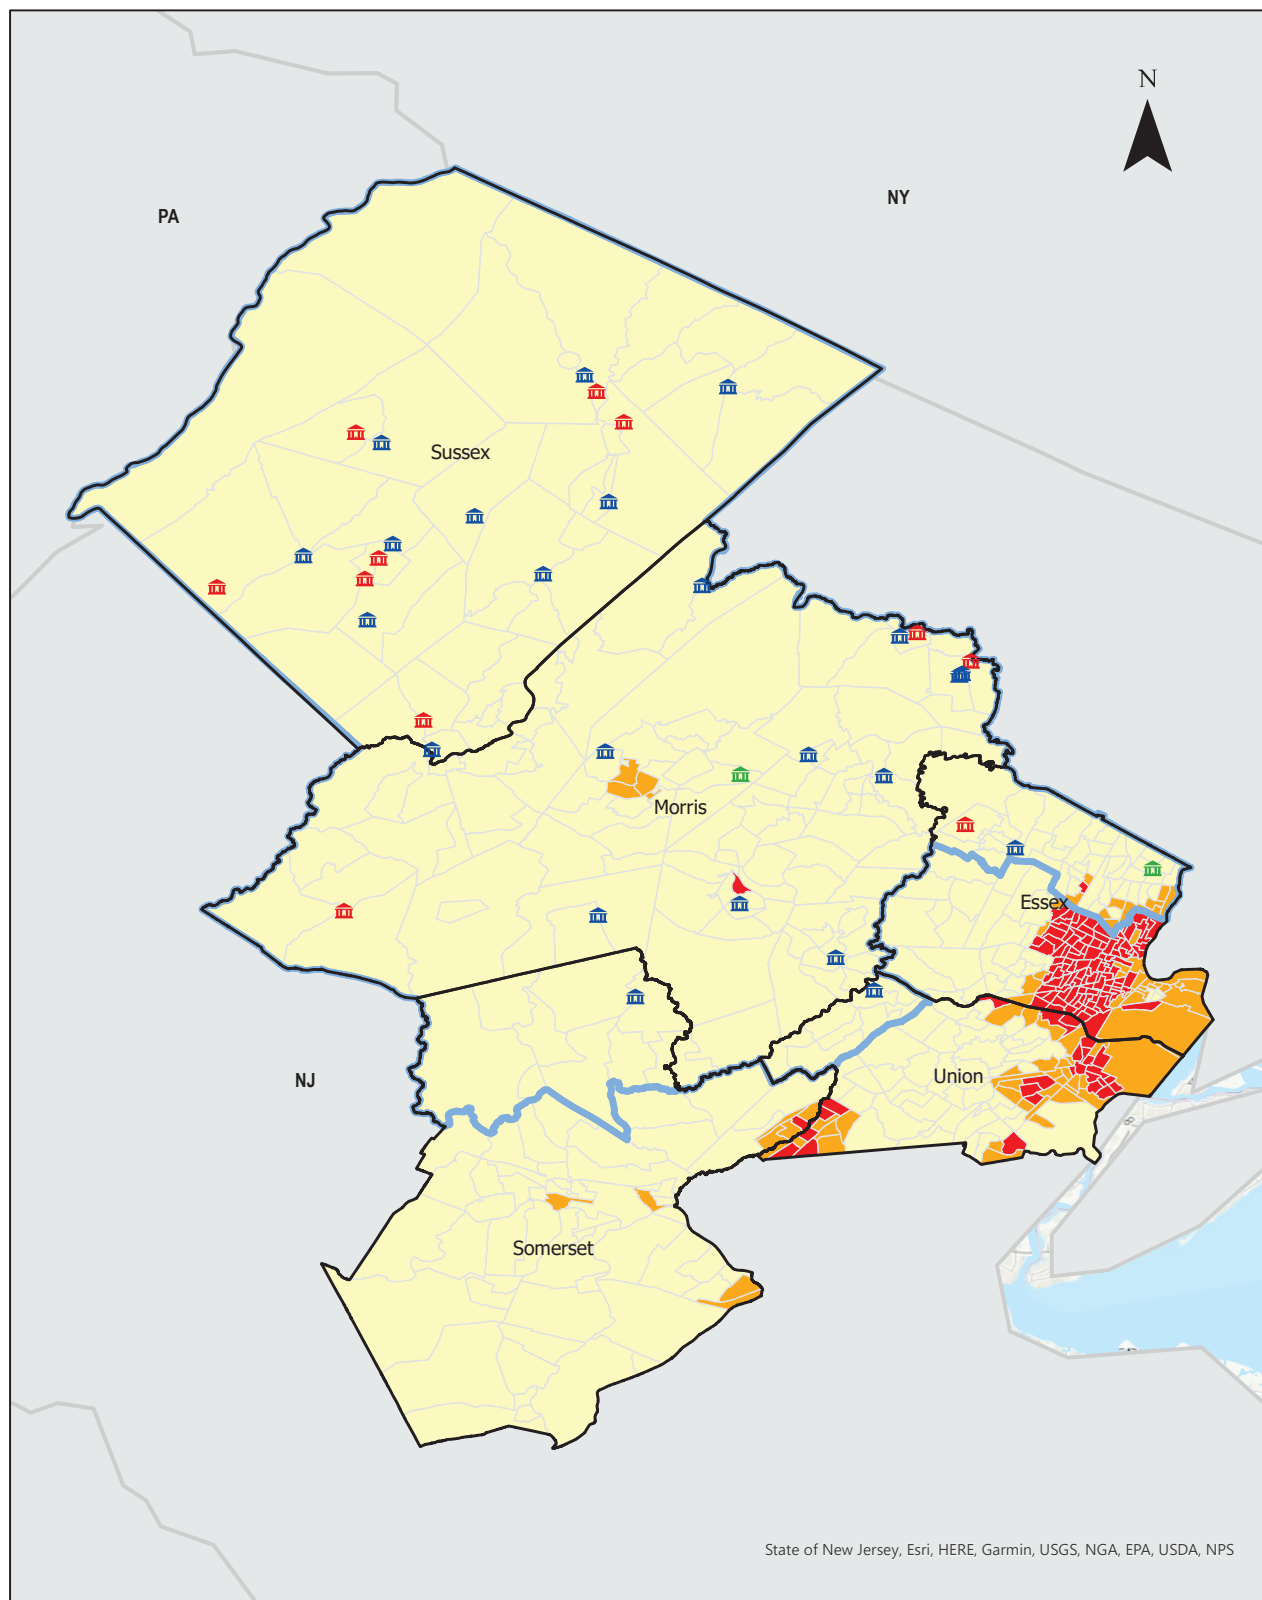 N
NY
PA
Sussex
Morris
Essex
NJ
Union
Somerset
State of New Jersey, Esri, HERE, Garmin, USGS, NGA, EPA, USDA, NPS